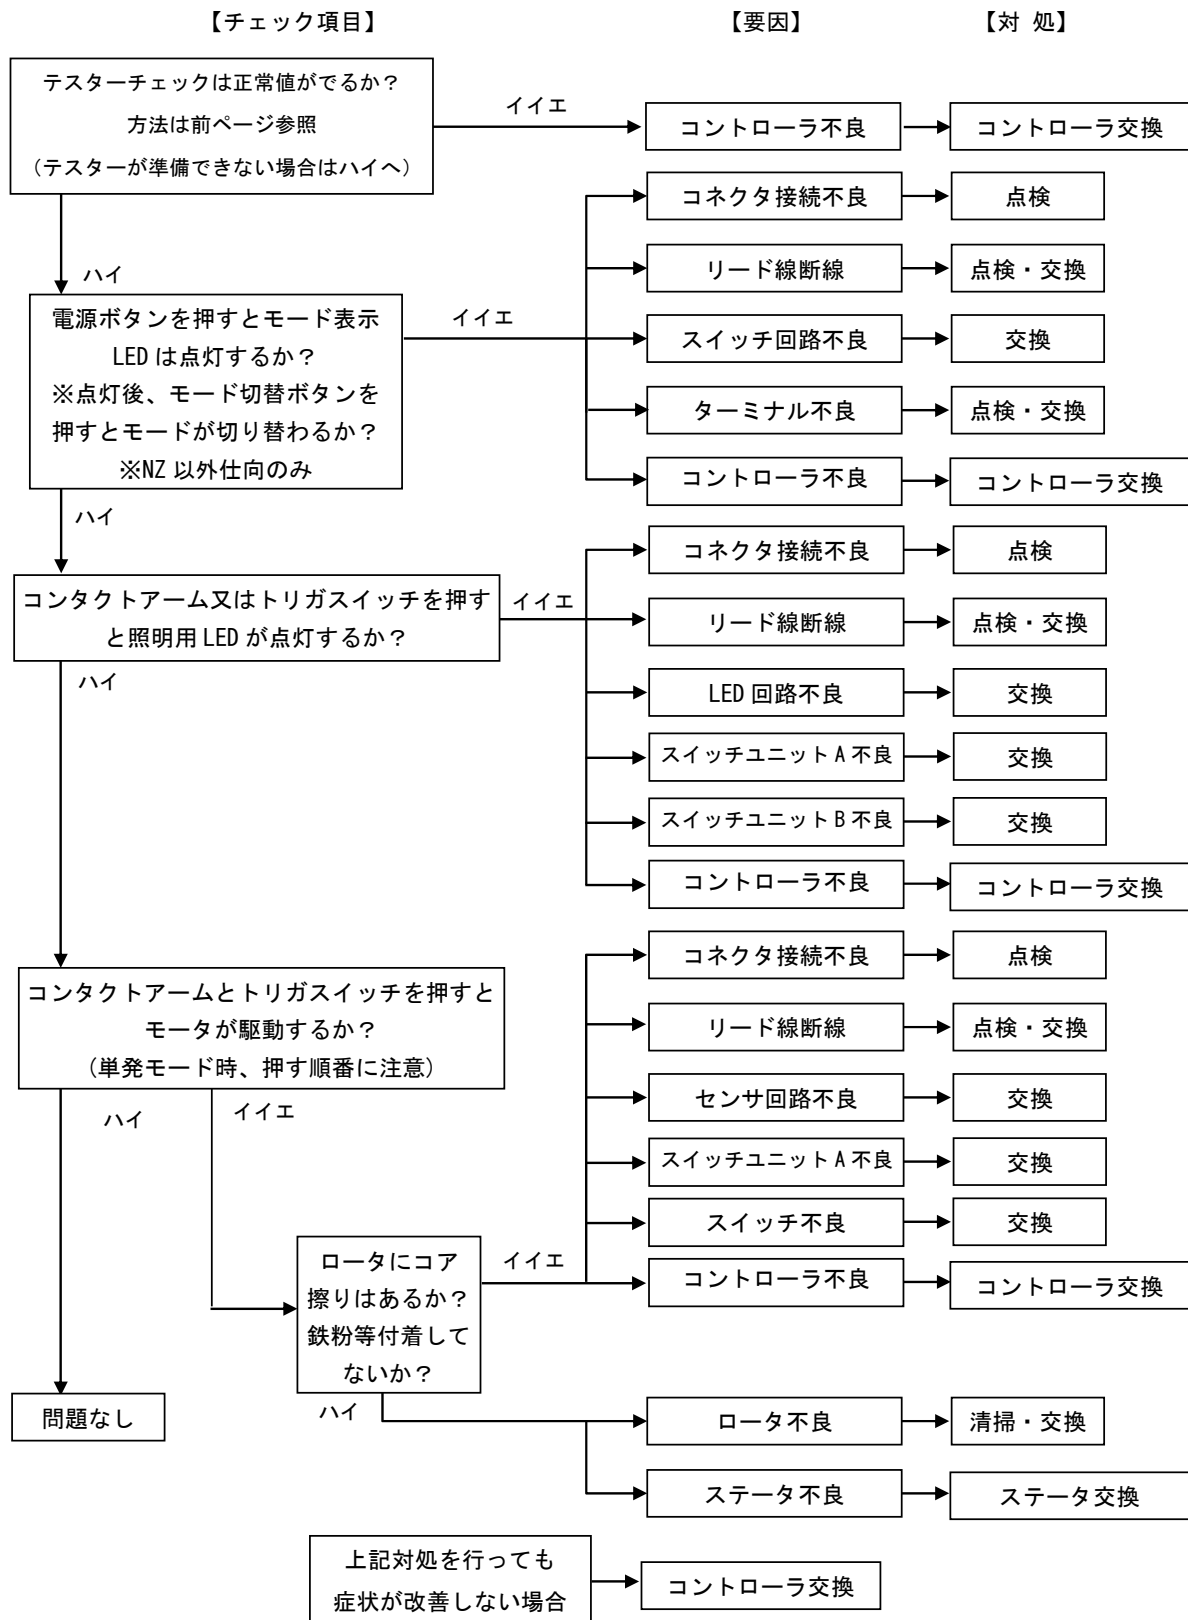 【チェック項目】
【要因】
【対 処】
テスターチェックは正常値がでるか?
方法は前ページ参照
(テスターが準備できない場合はハイへ)
イイエ
コントローラ不良
コントローラ交換
ハイ
電源ボタンを押すとモード表示
LEDは点灯するか?
※点灯後、モード切替ボタンを
押すとモードが切り替わるか?
※NZ以外仕向のみ
イイエ
コネクタ接続不良
点検
リード線断線
点検・交換
スイッチ回路不良
交換
ターミナル不良
点検・交換
コントローラ不良
コントローラ交換
ハイ
コンタクトアーム又はトリガスイッチを押す
と照明用LEDが点灯するか?
イイエ
コネクタ接続不良
点検
リード線断線
点検・交換
LED回路不良
交換
スイッチユニットA不良
交換
スイッチユニットB不良
交換
コントローラ不良
コントローラ交換
ハイ
コンタクトアームとトリガスイッチを押すと
モータが駆動するか?
(単発モード時、押す順番に注意)
ハイ
イイエ
ロータにコア
擦りはあるか?
鉄粉等付着して
ないか?
イイエ
コネクタ接続不良
点検
リード線断線
点検・交換
センサ回路不良
交換
スイッチユニットA不良
交換
スイッチ不良
交換
コントローラ不良
コントローラ交換
ハイ
問題なし
ロータ不良
清掃・交換
ステータ不良
ステータ交換
上記対処を行っても
症状が改善しない場合
コントローラ交換